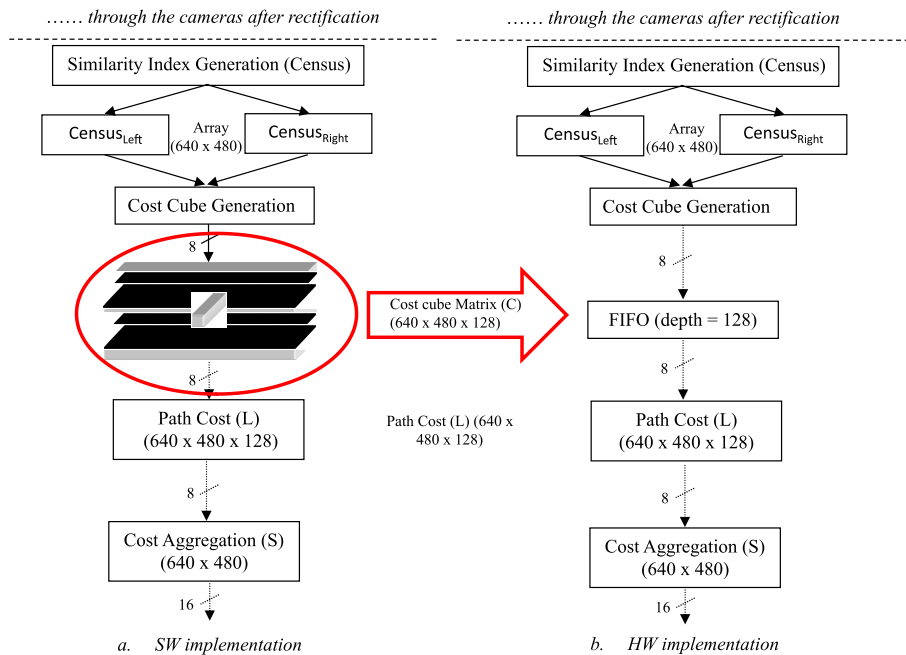 …… through the cameras after rectification
Similarity Index Generation (Census)
CensusLeft
Array
(640 x 480)
CensusRight
Cost Cube Generation
8
8
Path Cost (L)
(640 x 480 x 128)
8
Cost Aggregation (S)
(640 x 480)
16
a. SW implementation
Cost cube Matrix (C)
(640 x 480 x 128)
Path Cost (L) (640 x
480 x 128)
…… through the cameras after rectification
Similarity Index Generation (Census)
CensusLeft
Array
(640 x 480)
CensusRight
Cost Cube Generation
8
FIFO (depth = 128)
8
Path Cost (L)
(640 x 480 x 128)
8
Cost Aggregation (S)
(640 x 480)
16
b. HW implementation